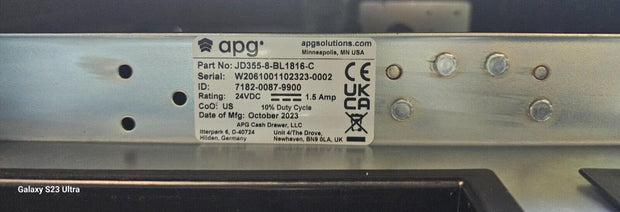 apg
apgsolutions.com
Minneapolis, MN USA
Part No: JD355-8-BL1816-C
Serial: W2061001102323-0002
ID: 7182-0087-9900
Rating: 24VDC 1.5 Amp
CoO: US 10% Duty Cycle
Date of Mfg: October 2023
APG Cash Drawer, LLC
Itterpark 6, D-40724 Unit 4/The Drove,
Hilden, Germany Newhaven, BN9 0LA, UK
CE
UK
CA
Galaxy S23 Ultra